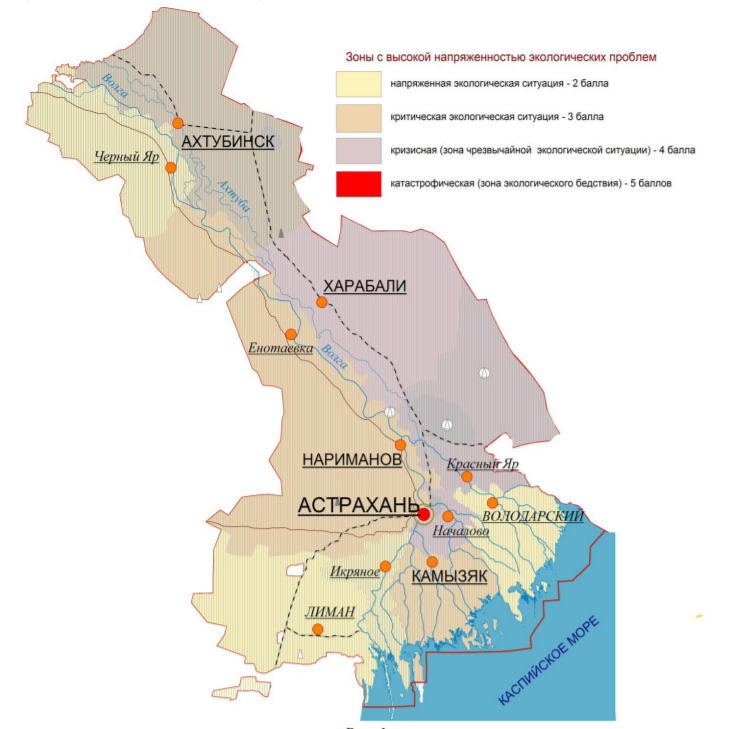 Зоны с высокой напряженностью экологических проблем
напряженная экологическая ситуация - 2 балла
критическая экологическая ситуация - 3 балла
кризисная (зона чрезвычайной экологической ситуации) - 4 балла
катастрофическая (зона экологического бедствия) - 5 баллов
Волга
АХТУБИНСК
Черный Яр
Ахтуба
ХАРАБАЛИ
Енотаевка
Волга
НАРИМАНОВ
Красный Яр
АСТРАХАНЬ
ВОЛОДАРСКИЙ
Началово
Икряное
КАМЫЗЯК
ЛИМАН
КАСПИЙСКОЕ МОРЕ